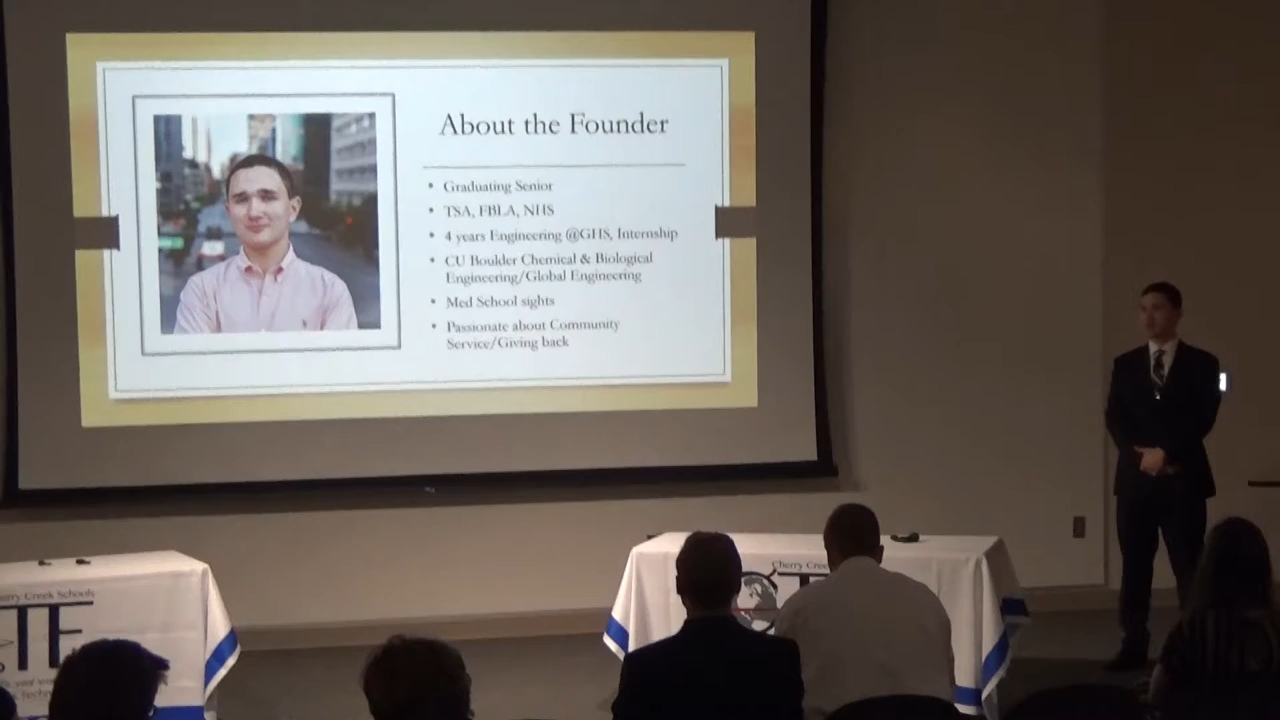 About the Founder
• Graduating Senior
• TSA, FBLA, NHS
• 4 years Engineering @GHS, Internship
• CU Boulder Chemical & Biological
Engineering/Global Engineering
• Med School sights
• Passionate about Community
Service/Giving back
Cherry
Creek Schools
TF